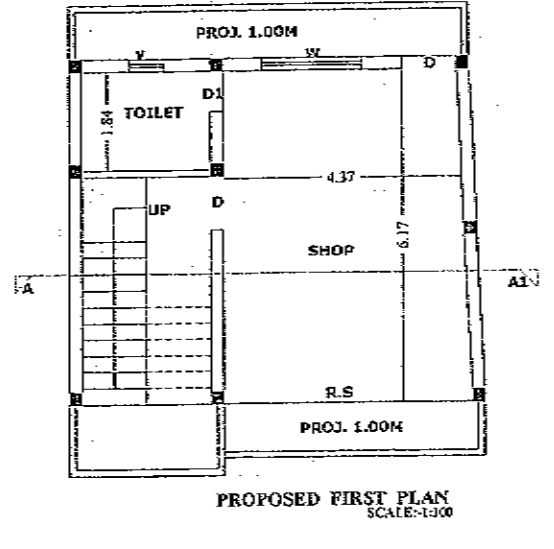 PROJ. 1.00M
V
W
D
D1
TOILET
1.84
4.37
UP
D
6.17
SHOP
A
A1
R.S
PROJ. 1.00M
PROPOSED FIRST PLAN
SCALE:-1:100